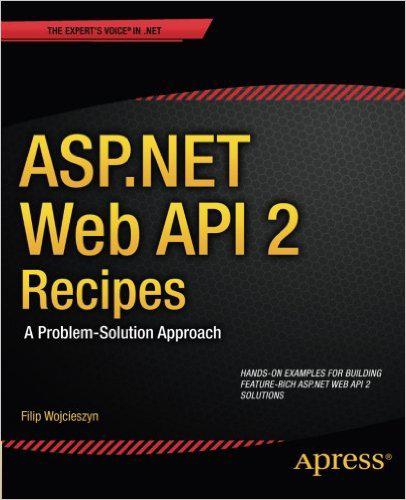 THE EXPERT'S VOICE® IN .NET
ASP.NET
Web API 2
Recipes
A Problem-Solution Approach
HANDS-ON EXAMPLES FOR BUILDING
FEATURE-RICH ASP.NET WEB API 2
SOLUTIONS
Filip Wojcieszyn
Apress®